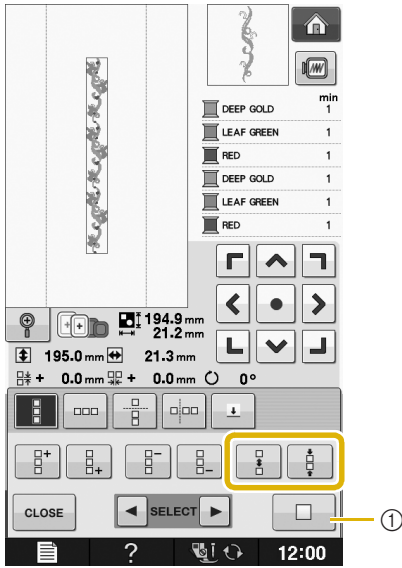 min
DEEP GOLD 1
LEAF GREEN 1
RED 1
DEEP GOLD 1
LEAF GREEN 1
RED 1
194.9 mm
21.2 mm
195.0 mm 21.3 mm
+ 0.0 mm + 0.0 mm 0°
CLOSE SELECT
①
? 12:00